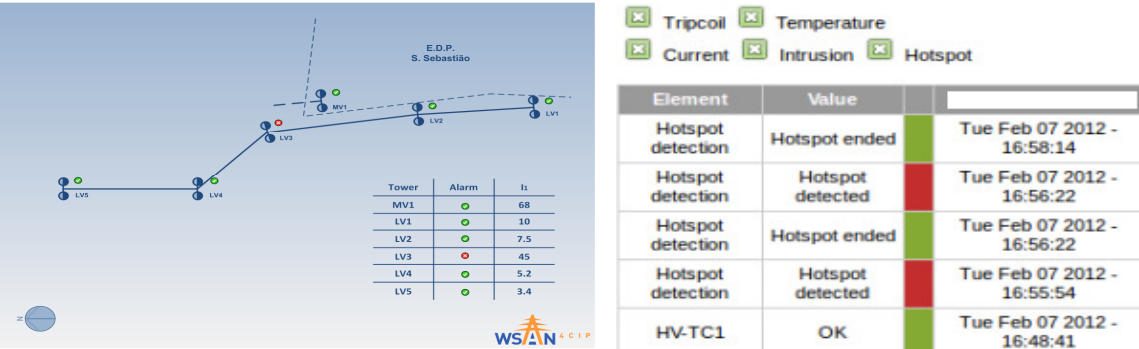 E.D.P.
S. Sebastião
MV1
LV1
LV2
LV3
LV4
LV5
Tower Alarm I1
MV1 68
LV1 10
LV2 7.5
LV3 45
LV4 5.2
LV5 3.4
N
WSAN4CIP
Tripcoil Temperature
Current Intrusion Hotspot
Element Value
Hotspot detection Hotspot ended Tue Feb 07 2012 - 16:58:14
Hotspot detection Hotspot detected Tue Feb 07 2012 - 16:56:22
Hotspot detection Hotspot ended Tue Feb 07 2012 - 16:56:22
Hotspot detection Hotspot detected Tue Feb 07 2012 - 16:55:54
HV-TC1 OK Tue Feb 07 2012 - 16:48:41